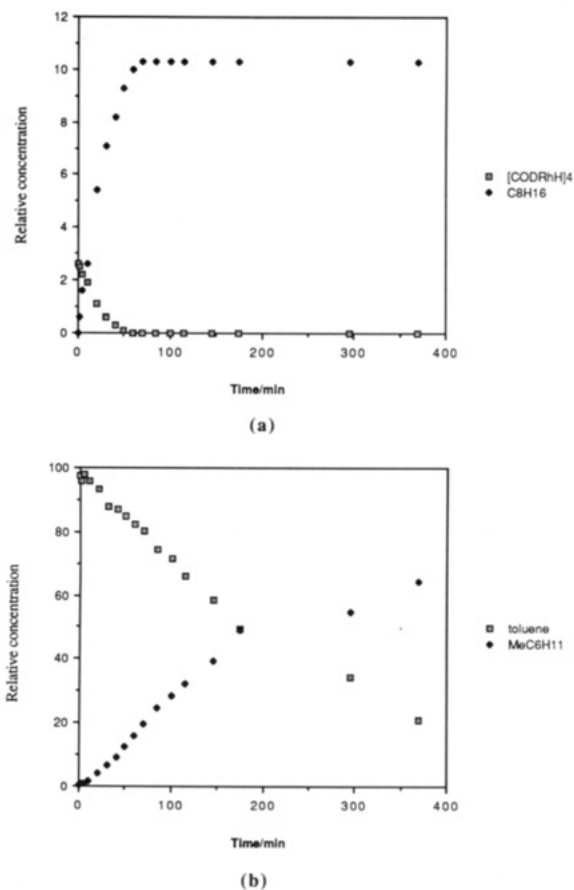 12
10
8
6
4
2
0
Relative concentration
0 100 200 300 400
Time/min
[CODRhH]4
C8H16
(a)
100
80
60
40
20
0
Relative concentration
0 100 200 300 400
Time/min
toluene
MeC6H11
(b)